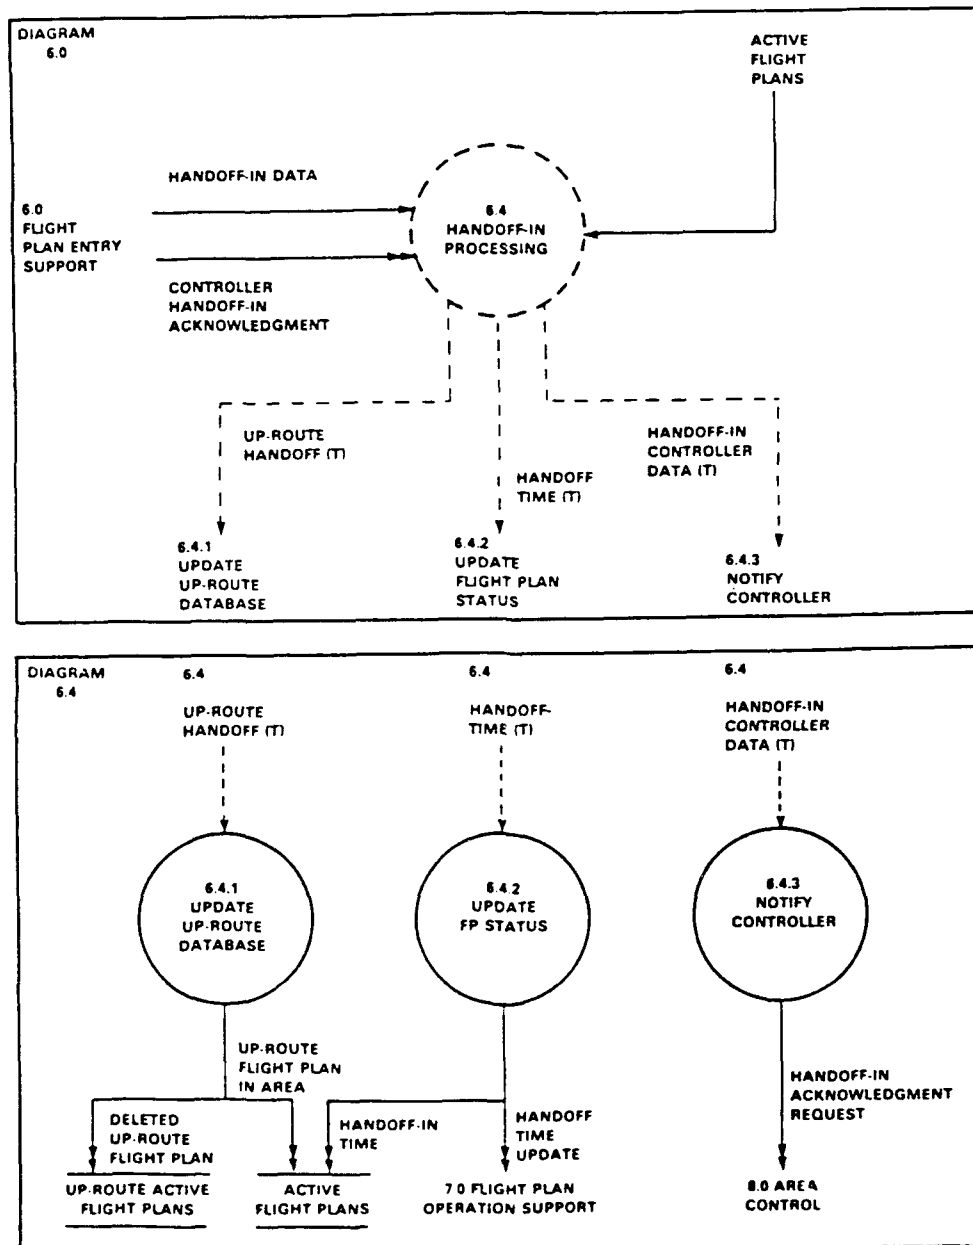 DIAGRAM
6.0
ACTIVE
FLIGHT
PLANS
HANDOFF-IN DATA
6.0
FLIGHT
PLAN ENTRY
SUPPORT
6.4
HANDOFF-IN
PROCESSING
CONTROLLER
HANDOFF-IN
ACKNOWLEDGMENT
UP-ROUTE
HANDOFF (T)
HANDOFF
TIME (T)
HANDOFF-IN
CONTROLLER
DATA (T)
6.4.1
UPDATE
UP-ROUTE
DATABASE
6.4.2
UPDATE
FLIGHT PLAN
STATUS
6.4.3
NOTIFY
CONTROLLER
DIAGRAM
6.4
6.4
UP-ROUTE
HANDOFF (T)
6.4
HANDOFF-
TIME (T)
6.4
HANDOFF-IN
CONTROLLER
DATA (T)
6.4.1
UPDATE
UP-ROUTE
DATABASE
6.4.2
UPDATE
FP STATUS
6.4.3
NOTIFY
CONTROLLER
UP-ROUTE
FLIGHT PLAN
IN AREA
DELETED
UP-ROUTE
FLIGHT PLAN
HANDOFF-IN
TIME
HANDOFF
TIME
UPDATE
HANDOFF-IN
ACKNOWLEDGMENT
REQUEST
UP-ROUTE ACTIVE
FLIGHT PLANS
ACTIVE
FLIGHT PLANS
7.0 FLIGHT PLAN
OPERATION SUPPORT
8.0 AREA
CONTROL